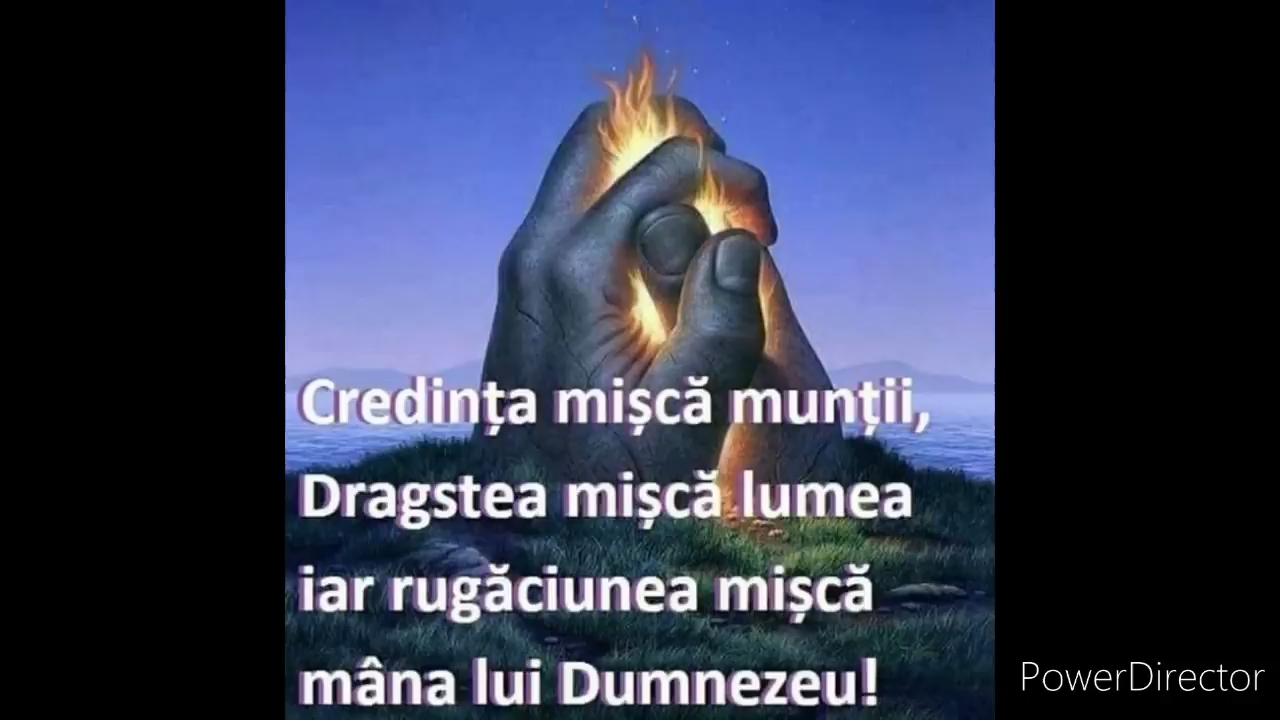 Credința mișcă munții,
Dragstea mișcă lumea
iar rugăciunea mișcă
mâna lui Dumnezeu!
PowerDirector